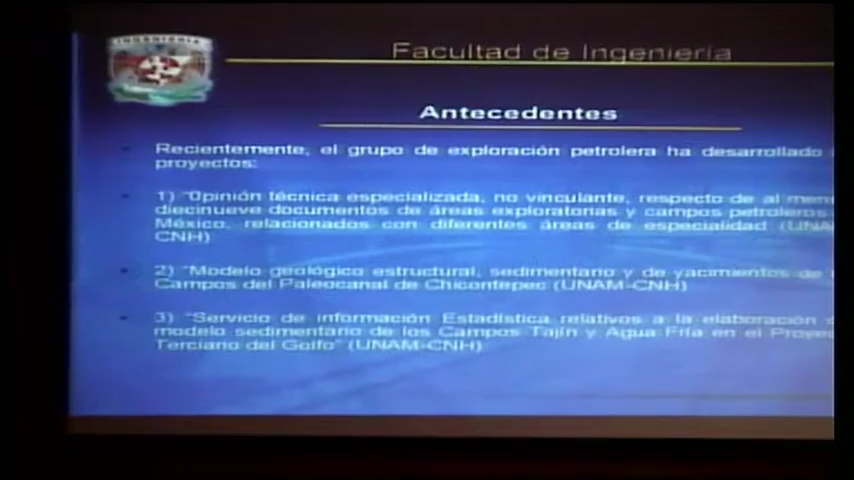 INGENIERIA
Facultad de Ingeniería
Antecedentes
Recientemente, el grupo de exploración petrolera ha desarrollado
proyectos:
1) "Opinión técnica especializada, no vinculante, respecto de al
diecinueve documentos de áreas exploratorias y campos petroleros
México, relacionados con diferentes áreas de especialidad
CNH)
2) "Modelo geológico estructural, sedimentario y de yacimientos de
Campos del Paleocanal de Chicontepec (UNAM-CNH)
3) "Servicio de información Estadística relativos a la elaboración
modelo sedimentario de los Campos Tajín y Agua Fría en el
Terciario del Golfo" (UNAM-CNH)